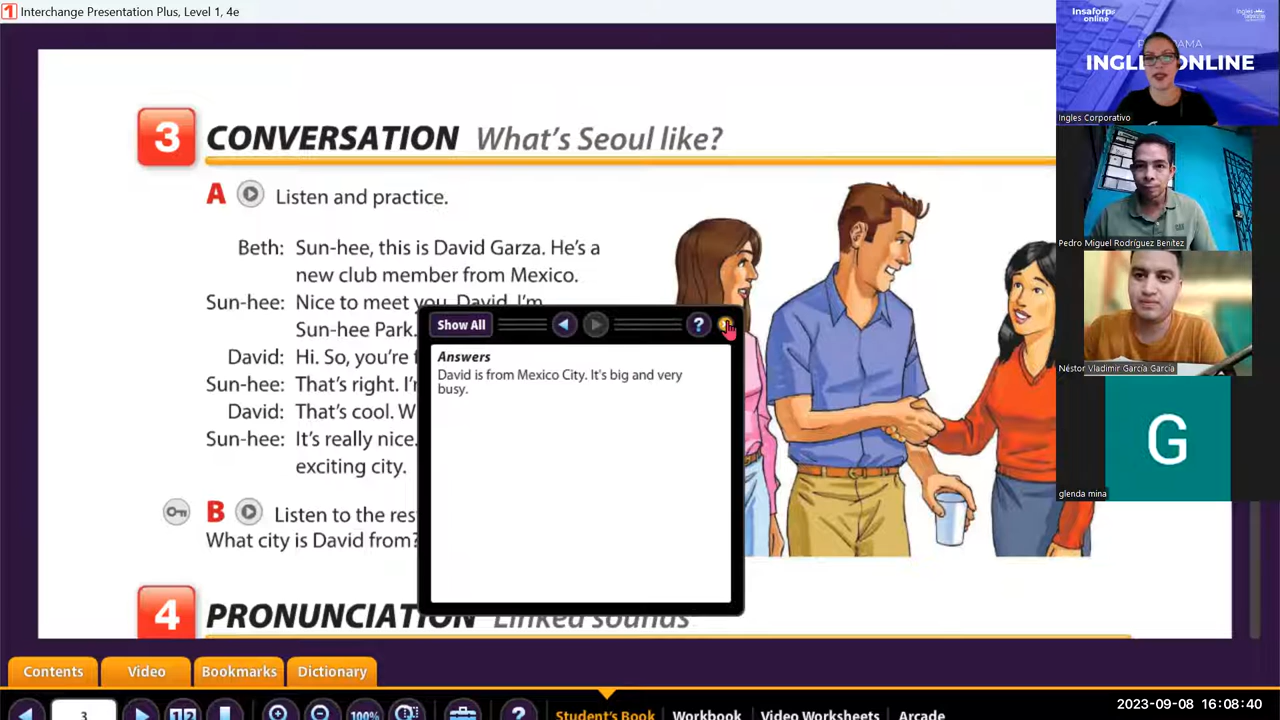 Interchange Presentation Plus, Level 1, 4e
3 CONVERSATION What's Seoul like?
A Listen and practice.
Beth: Sun-hee, this is David Garza. He's a
new club member from Mexico.
Sun-hee: Nice to meet you, David. I'm
Sun-hee Park.
David: Hi. So, you're
Sun-hee: That's right.
David: That's cool.
Sun-hee: It's really nice.
exciting city.
B Listen to the
What city is David from?
4 PRONUNCIATION Linked sounds
Show All
?
Answers
David is from Mexico City. It's big and very
busy.
Contents
Video
Bookmarks
Dictionary
3
100%
?
Student's Book
Workbook
Video Worksheets
Arcade
Insaforp
online
ONLINE
Ingles Corporativo
Pedro Miguel Rodríguez Benítez
Néstor Vladimir García García
G
glenda mina
2023-09-08 16:08:40